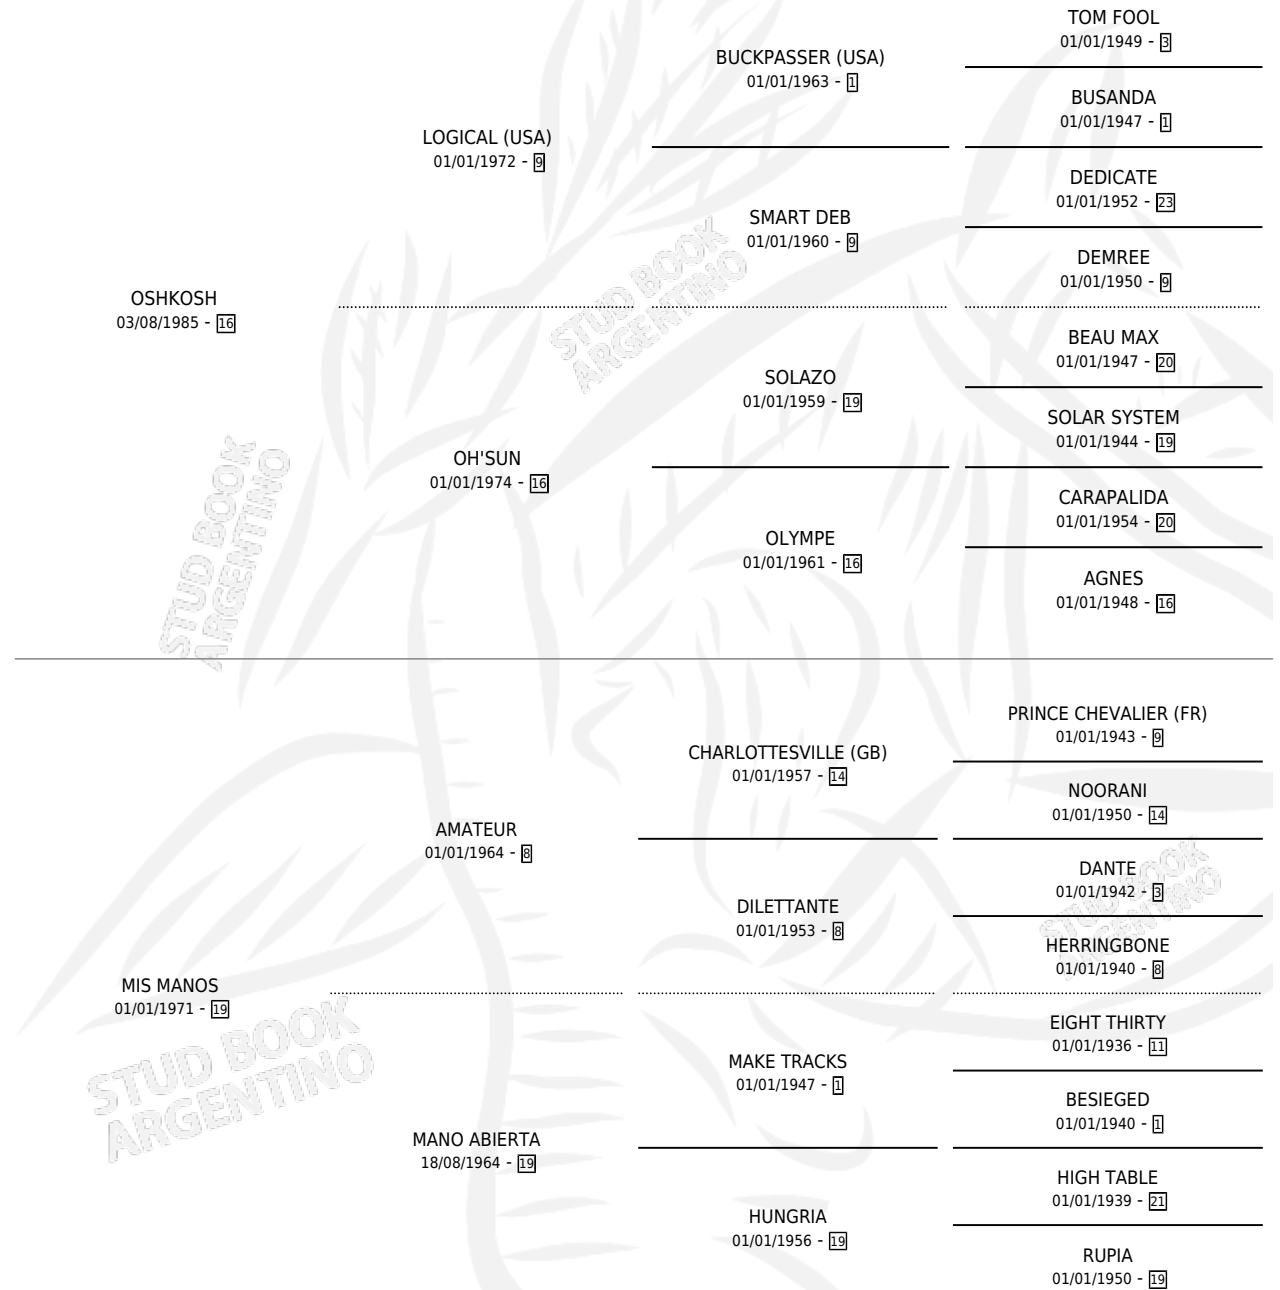 TOM FOOL
01/01/1949 - 3
BUCKPASSER (USA)
01/01/1963 - 1
BUSANDA
01/01/1947 - 1
LOGICAL (USA)
01/01/1972 - 9
DEDICATE
01/01/1952 - 23
SMART DEB
01/01/1960 - 9
DEMREE
01/01/1950 - 9
OSHKOSH
03/08/1985 - 16
BEAU MAX
01/01/1947 - 20
SOLAZO
01/01/1959 - 19
SOLAR SYSTEM
01/01/1944 - 19
OH'SUN
01/01/1974 - 16
CARAPALIDA
01/01/1954 - 20
OLYMPE
01/01/1961 - 16
AGNES
01/01/1948 - 16
PRINCE CHEVALIER (FR)
01/01/1943 - 9
CHARLOTTESVILLE (GB)
01/01/1957 - 14
NOORANI
01/01/1950 - 14
AMATEUR
01/01/1964 - 8
DANTE
01/01/1942 - 3
DILETTANTE
01/01/1953 - 8
HERRINGBONE
01/01/1940 - 8
MIS MANOS
01/01/1971 - 19
EIGHT THIRTY
01/01/1936 - 11
MAKE TRACKS
01/01/1947 - 1
BESIEGED
01/01/1940 - 1
MANO ABIERTA
18/08/1964 - 19
HIGH TABLE
01/01/1939 - 21
HUNGRIA
01/01/1956 - 19
RUPIA
01/01/1950 - 19
STUD BOOK
ARGENTINO
STUD BOOK
ARGENTINO
STUD BOOK
ARGENTINO
STUD BOOK
ARGENTINO